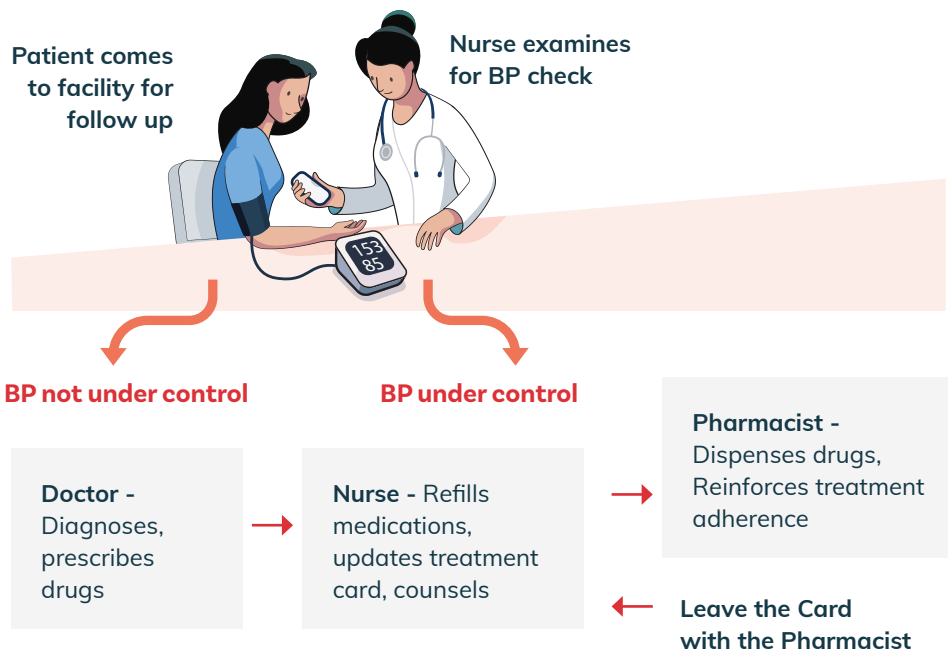 Patient comes
to facility for
follow up
Nurse examines
for BP check
153
85
BP not under control
BP under control
Doctor -
Diagnoses,
prescribes
drugs
Nurse - Refills
medications,
updates treatment
card, counsels
Pharmacist -
Dispenses drugs,
Reinforces treatment
adherence
Leave the Card
with the Pharmacist